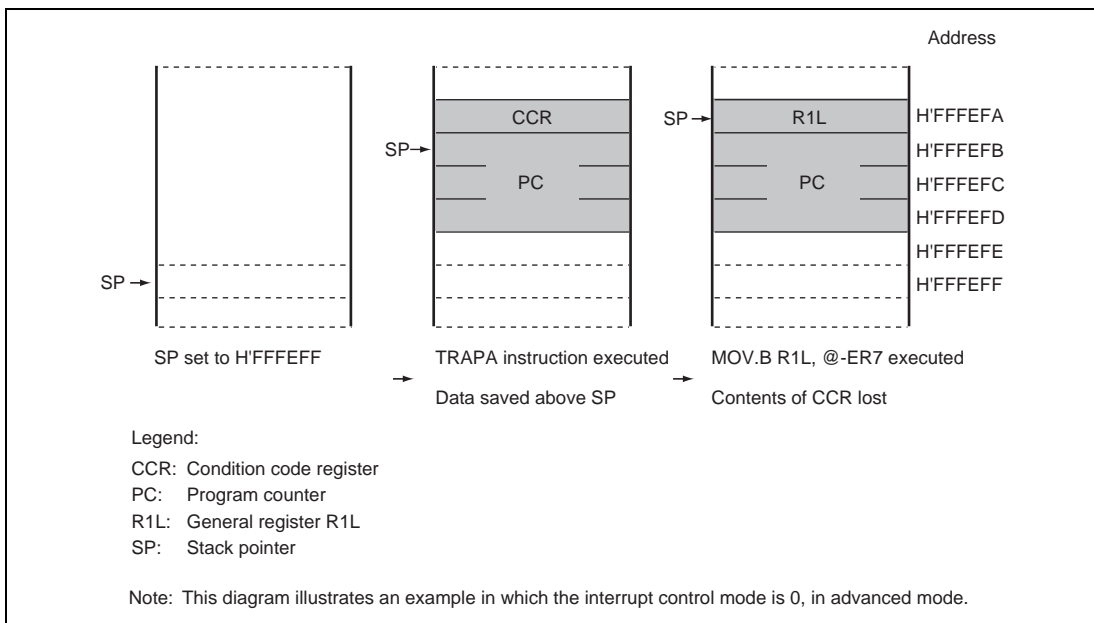 Address
CCR
SP
R1L
H'FFFEFA
SP
H'FFFEFB
PC
PC
H'FFFEFC
H'FFFEFD
H'FFFEFE
SP
H'FFFEFF
SP set to H'FFFEFF
TRAPA instruction executed
MOV.B R1L, @-ER7 executed
Data saved above SP
Contents of CCR lost
Legend:
CCR: Condition code register
PC: Program counter
R1L: General register R1L
SP: Stack pointer
Note: This diagram illustrates an example in which the interrupt control mode is 0, in advanced mode.